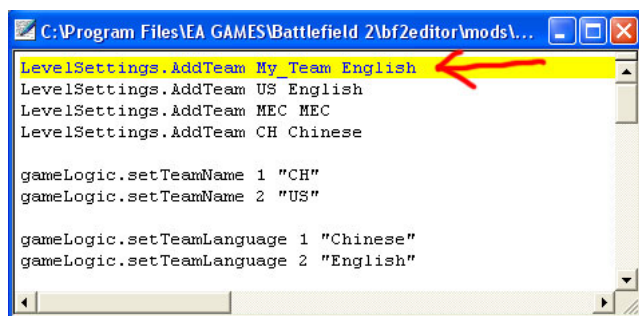 C:\Program Files\EA GAMES\Battlefield 2\bf2editor\mods\...
LevelSettings.AddTeam My_Team English
LevelSettings.AddTeam US English
LevelSettings.AddTeam MEC MEC
LevelSettings.AddTeam CH Chinese
gameLogic.setTeamName 1 "CH"
gameLogic.setTeamName 2 "US"
gameLogic.setTeamLanguage 1 "Chinese"
gameLogic.setTeamLanguage 2 "English"